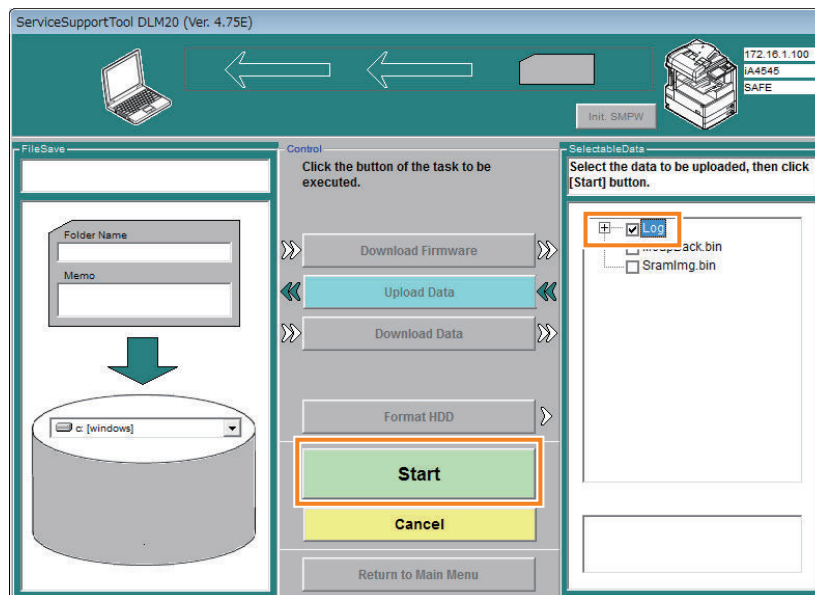 ServiceSupportTool DLM20 (Ver. 4.75E)
172.16.1.100
iA4545
SAFE
Init. SMPW
FileSave
Folder Name
Memo
c: [windows]
Control
Click the button of the task to be
executed.
Download Firmware
Upload Data
Download Data
Format HDD
Start
Cancel
Return to Main Menu
SelectableData
Select the data to be uploaded, then click
[Start] button.
Log
SramImg.bin